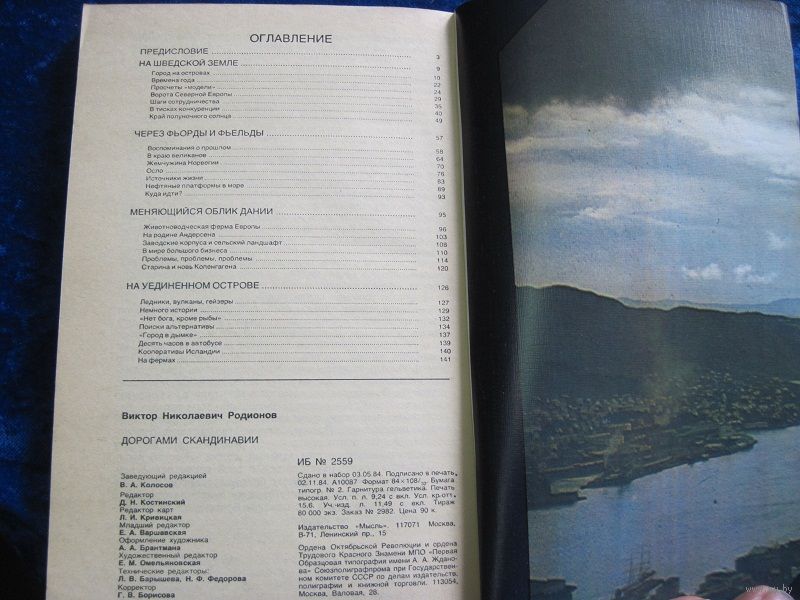 ОГЛАВЛЕНИЕ
ПРЕДИСЛОВИЕ 3
НА ШВЕДСКОЙ ЗЕМЛЕ 9
Город на островах 10
Времена года 22
Просчеты «модели» 24
Ворота Северной Европы 29
Шаги сотрудничества 35
В тисках конкуренции 40
Край полуночного солнца 49
ЧЕРЕЗ ФЬОРДЫ И ФЬЕЛЬДЫ 57
Воспоминания о прошлом 58
В краю великанов 64
Жемчужина Норвегии 70
Осло 76
Источники жизни 83
Нефтяные платформы в море 89
Куда идти? 93
МЕНЯЮЩИЙСЯ ОБЛИК ДАНИИ 95
Животноводческая ферма Европы 96
На родине Андерсена 103
Заводские корпуса и сельский ландшафт 108
В мире большого бизнеса 110
Проблемы, проблемы, проблемы 114
Старина и новь Копенгагена 120
НА УЕДИНЕННОМ ОСТРОВЕ 126
Ледники, вулканы, гейзеры 127
Немного истории 129
«Нет бога, кроме рыбы» 132
Поиски альтернативы 134
«Город в дымке» 137
Десять часов в автобусе 139
Кооперативы Исландии 140
На фермах 141
Виктор Николаевич Родионов
ДОРОГАМИ СКАНДИНАВИИ
Заведующий редакцией
В. А. Колосов
Редактор
Д. Н. Костинский
Редактор карт
Л. И. Кривицкая
Младший редактор
Е. А. Варшавская
Оформление художника
А. А. Брантмана
Художественный редактор
Е. М. Омельяновская
Технические редакторы:
Л. В. Барышева, Н. Ф. Федорова
Корректор
Г. В. Борисова
ИБ № 2559
Сдано в набор 03.05.84. Подписано в печать
02.11.84. А10087 Формат 84×108/ Бумага
типогр. № 2. Гарнитура гельветика. Печать
высокая. Усл. п. л. 9,24 с вкл. Усл. кр-отт.
15,6. Уч.-изд. л. 11,49 с вкл. Тираж
60 000 экз. Заказ № 2982. Цена 90 к.
Издательство «Мысль». 117071 Москва,
В-71, Ленинский пр., 15
Ордена Октябрьской Революции и ордена
Трудового Красного Знамени МПО «Первая
Образцовая типография имени А. А. Ждано-
ва» Союзполиграфпрома при Государствен-
ном комитете СССР по делам издательств,
полиграфии и книжной торговли. 113054,
Москва, Валовая, 28.